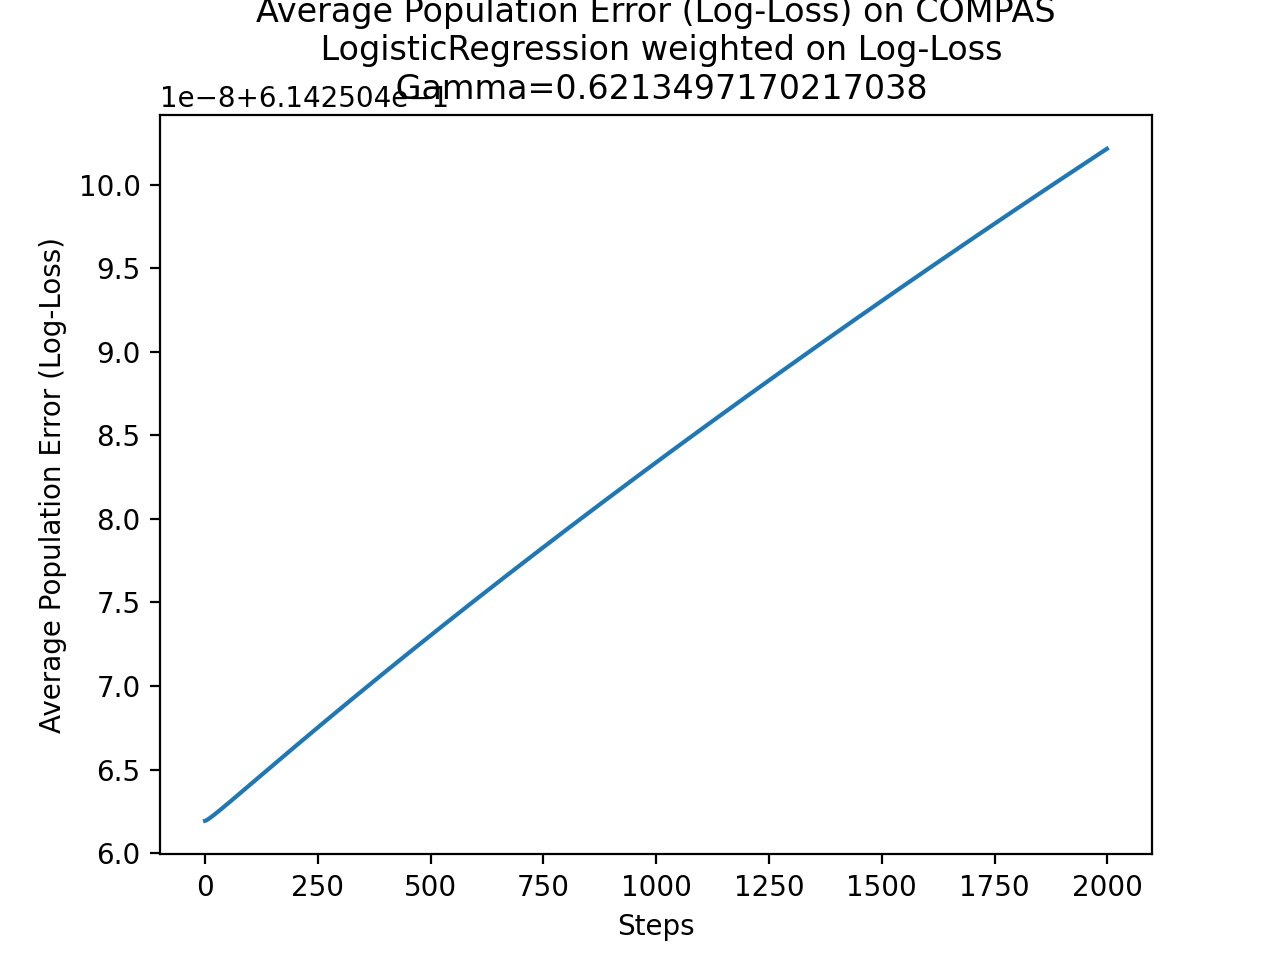 Average Population Error (Log-Loss) on COMPAS
LogisticRegression weighted on Log-Loss
Gamma=0.6213497170217038
1e−8+6.142504e−1
10.0
9.5
9.0
8.5
8.0
7.5
7.0
6.5
6.0
Average Population Error (Log-Loss)
0 250 500 750 1000 1250 1500 1750 2000
Steps